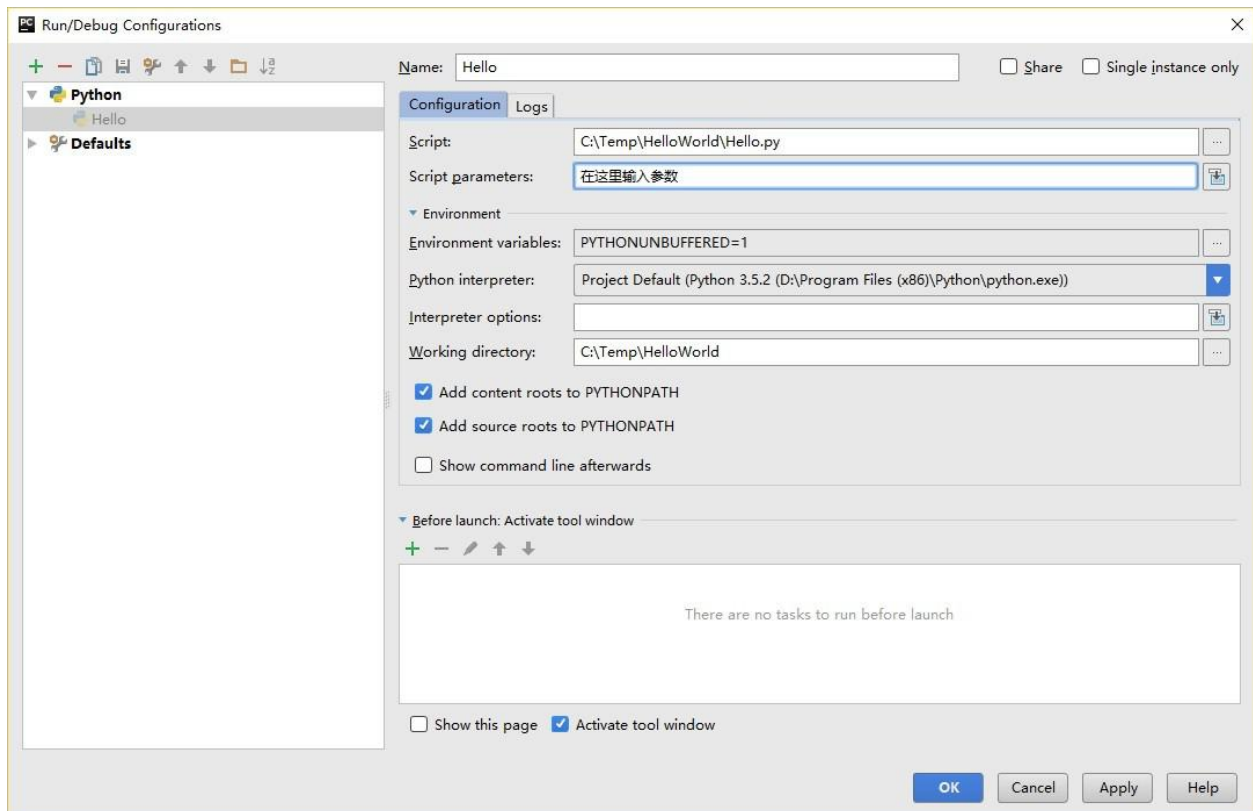 PC Run/Debug Configurations
Name: Hello Share Single instance only
Python
Hello
Defaults
Configuration Logs
Script: C:\Temp\HelloWorld\Hello.py ...
Script parameters: 在这里输入参数
Environment
Environment variables: PYTHONUNBUFFERED=1 ...
Python interpreter: Project Default (Python 3.5.2 (D:\Program Files (x86)\Python\python.exe))
Interpreter options:
Working directory: C:\Temp\HelloWorld ...
Add content roots to PYTHONPATH
Add source roots to PYTHONPATH
Show command line afterwards
Before launch: Activate tool window
There are no tasks to run before launch
Show this page Activate tool window
OK Cancel Apply Help